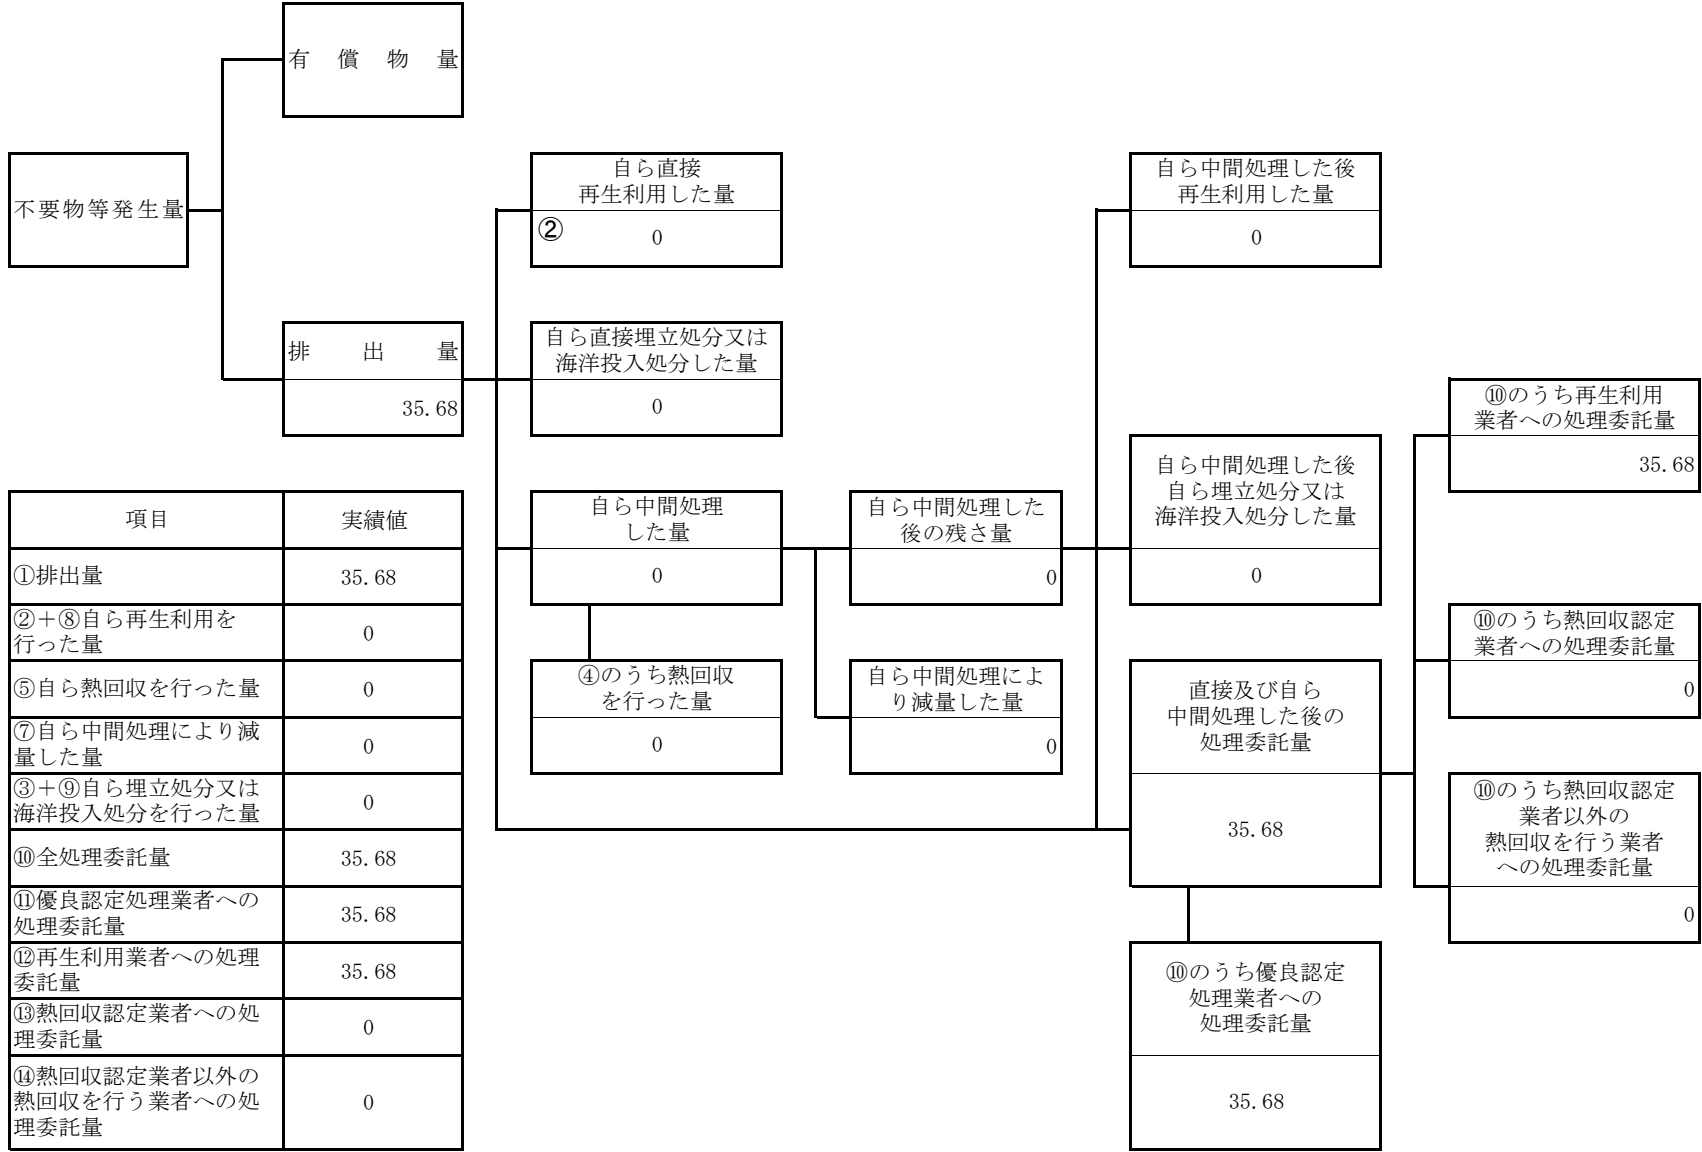 有償物量
不要物等発生量
排出量
35.68
自ら直接
再生利用した量
②
0
自ら直接埋立処分又は
海洋投入処分した量
0
自ら中間処理
した量
0
④のうち熱回収
を行った量
0
自ら中間処理した
後の残さ量
0
自ら中間処理によ
り減量した量
0
自ら中間処理した後
再生利用した量
0
自ら中間処理した後
自ら埋立処分又は
海洋投入処分した量
0
直接及び自ら
中間処理した後の
処理委託量
35.68
⑩のうち優良認定
処理業者への
処理委託量
35.68
⑩のうち再生利用
業者への処理委託量
35.68
⑩のうち熱回収認定
業者への処理委託量
0
⑩のうち熱回収認定
業者以外の
熱回収を行う業者
への処理委託量
0
項目 実績値
①排出量 35.68
②＋⑧自ら再生利用を
行った量
0
⑤自ら熱回収を行った量 0
⑦自ら中間処理により減
量した量
0
③＋⑨自ら埋立処分又は
海洋投入処分を行った量
0
⑩全処理委託量 35.68
⑪優良認定処理業者への
処理委託量
35.68
⑫再生利用業者への処理
委託量
35.68
⑬熱回収認定業者への処
理委託量
0
⑭熱回収認定業者以外の
熱回収を行う業者への処
理委託量
0